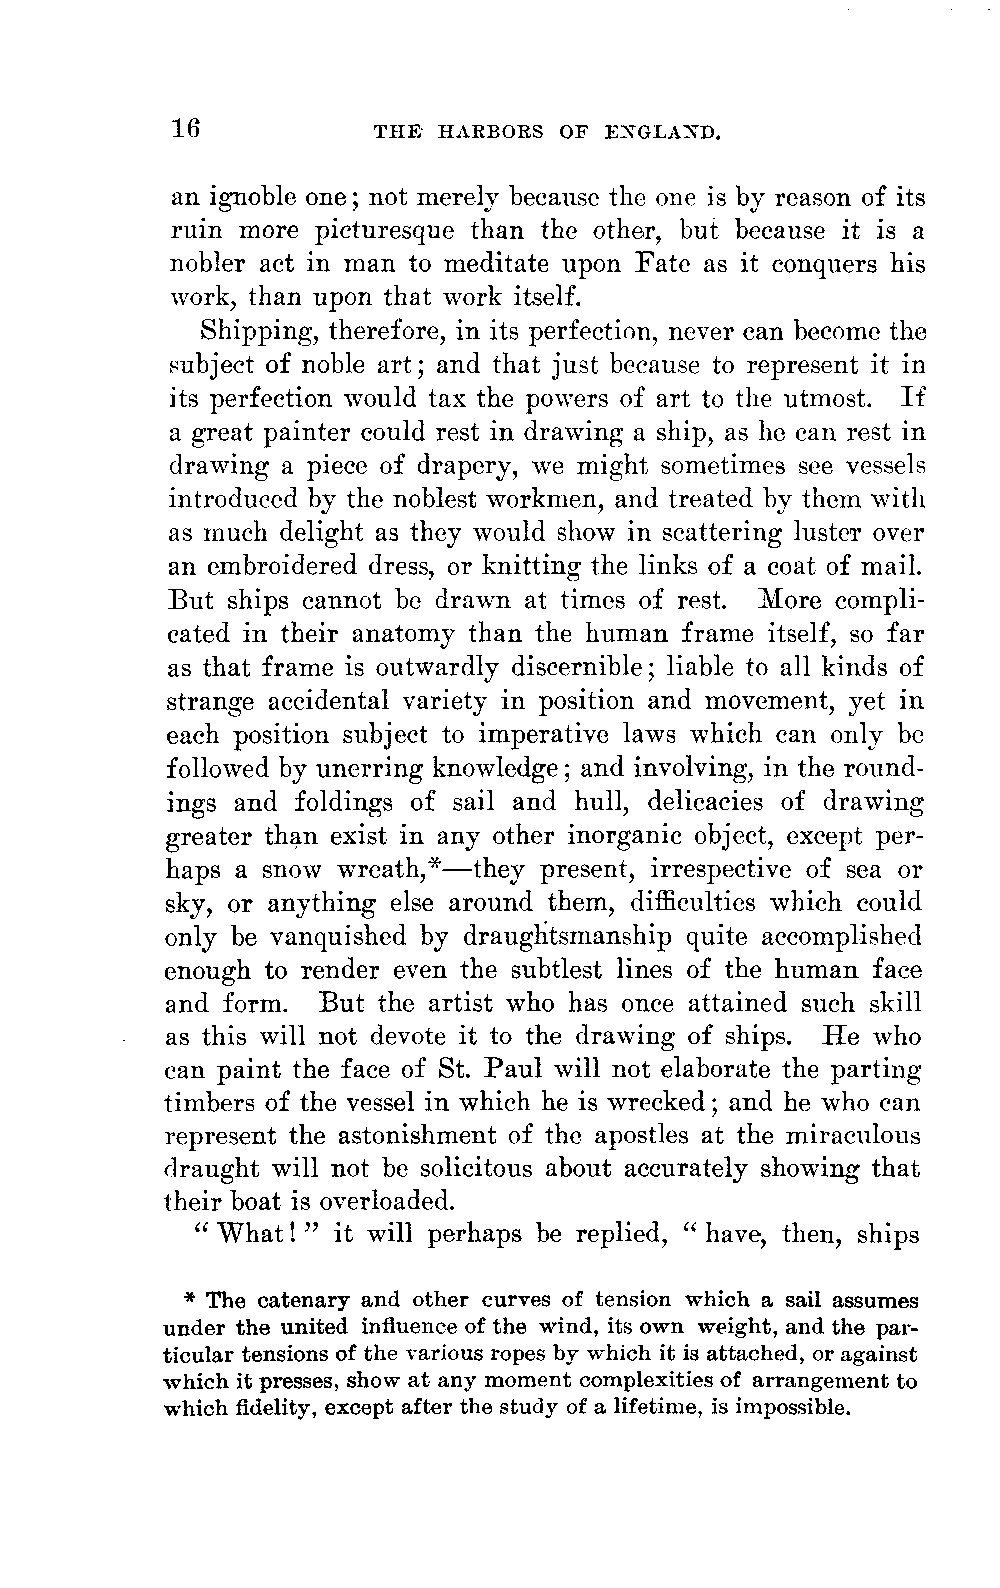 16 THE HARBORS OF ENGLAND.
an ignoble one; not merely because the one is by reason of its
ruin more picturesque than the other, but because it is a
nobler act in man to meditate upon Fate as it conquers his
work, than upon that work itself.
Shipping, therefore, in its perfection, never can become the
subject of noble art; and that just because to represent it in
its perfection would tax the powers of art to the utmost. If
a great painter could rest in drawing a ship, as he can rest in
drawing a piece of drapery, we might sometimes see vessels
introduced by the noblest workmen, and treated by them with
as much delight as they would show in scattering luster over
an embroidered dress, or knitting the links of a coat of mail.
But ships cannot be drawn at times of rest. More compli-
cated in their anatomy than the human frame itself, so far
as that frame is outwardly discernible; liable to all kinds of
strange accidental variety in position and movement, yet in
each position subject to imperative laws which can only be
followed by unerring knowledge; and involving, in the round-
ings and foldings of sail and hull, delicacies of drawing
greater than exist in any other inorganic object, except per-
haps a snow wreath,*—they present, irrespective of sea or
sky, or anything else around them, difficulties which could
only be vanquished by draughtsmanship quite accomplished
enough to render even the subtlest lines of the human face
and form. But the artist who has once attained such skill
as this will not devote it to the drawing of ships. He who
can paint the face of St. Paul will not elaborate the parting
timbers of the vessel in which he is wrecked; and he who can
represent the astonishment of the apostles at the miraculous
draught will not be solicitous about accurately showing that
their boat is overloaded.
"What!" it will perhaps be replied, "have, then, ships
* The catenary and other curves of tension which a sail assumes
under the united influence of the wind, its own weight, and the par-
ticular tensions of the various ropes by which it is attached, or against
which it presses, show at any moment complexities of arrangement to
which fidelity, except after the study of a lifetime, is impossible.